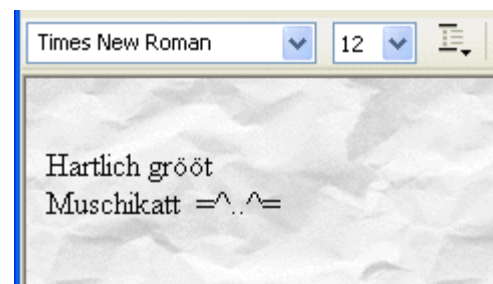 Times New Roman 12
Hartlich grööt
Muschikatt =^..^=